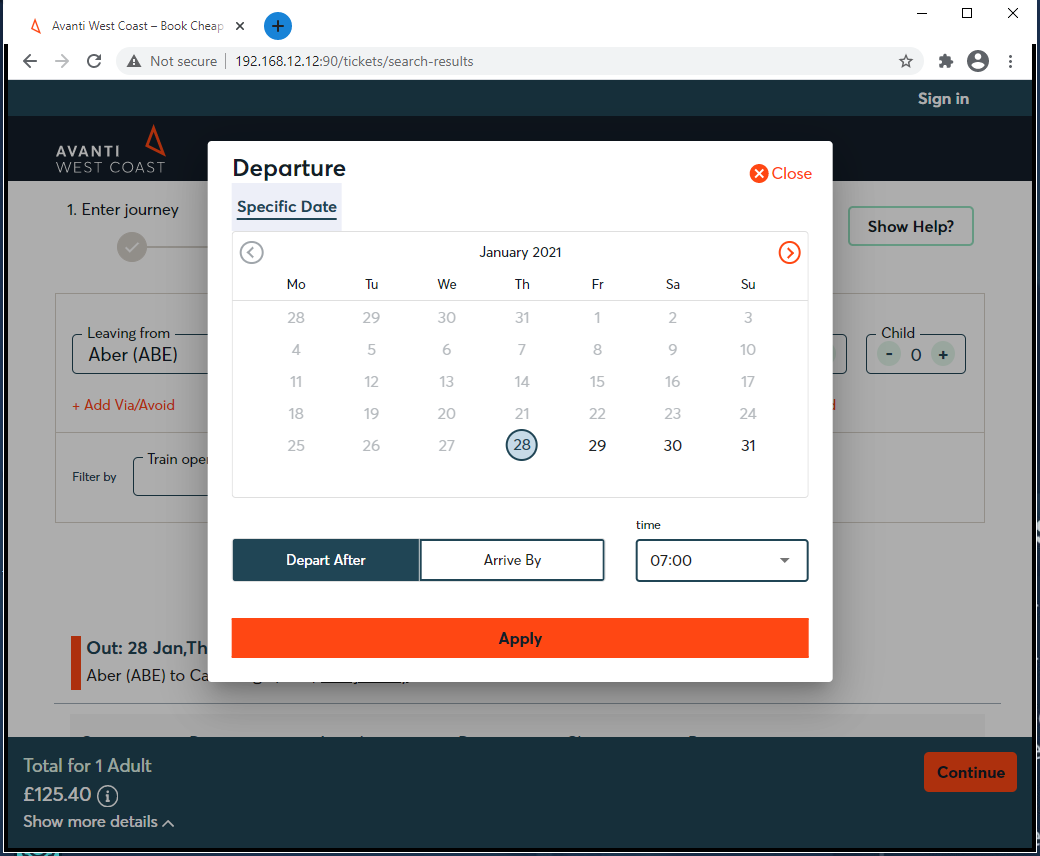 Avanti West Coast – Book Cheap
Not secure | 192.168.12.12:90/tickets/search-results
Sign in
AVANTI
WEST COAST
Departure
Close
1. Enter journey
Specific Date
Show Help?
January 2021
Mo Tu We Th Fr Sa Su
28 29 30 31 1 2 3
4 5 6 7 8 9 10
11 12 13 14 15 16 17
18 19 20 21 22 23 24
25 26 27 28 29 30 31
Leaving from
Aber (ABE)
Child
- 0 +
+ Add Via/Avoid
Filter by
Train oper
time
Depart After
Arrive By
07:00
Apply
Out: 28 Jan,Th
Aber (ABE) to Ca
Total for 1 Adult
£125.40
Show more details
Continue